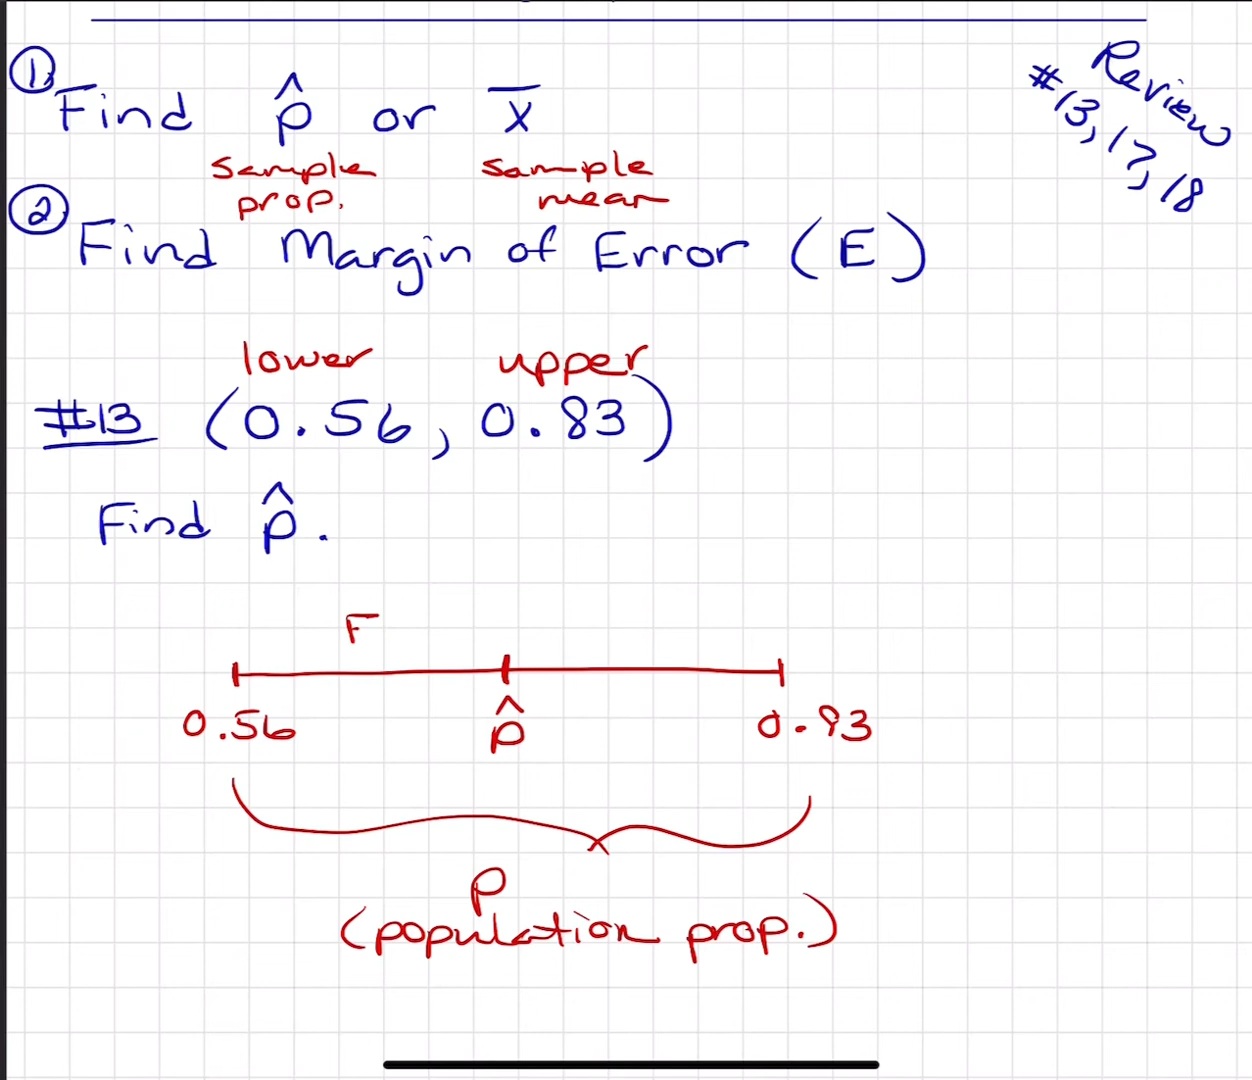 ① Find p̂ or x̄
sample prop. sample mean
② Find Margin of Error (E)
Review
#13, 17, 18
lower upper
#13 (0.56, 0.83)
Find p̂.
F
0.56 p̂ 0.93
p
(population prop.)